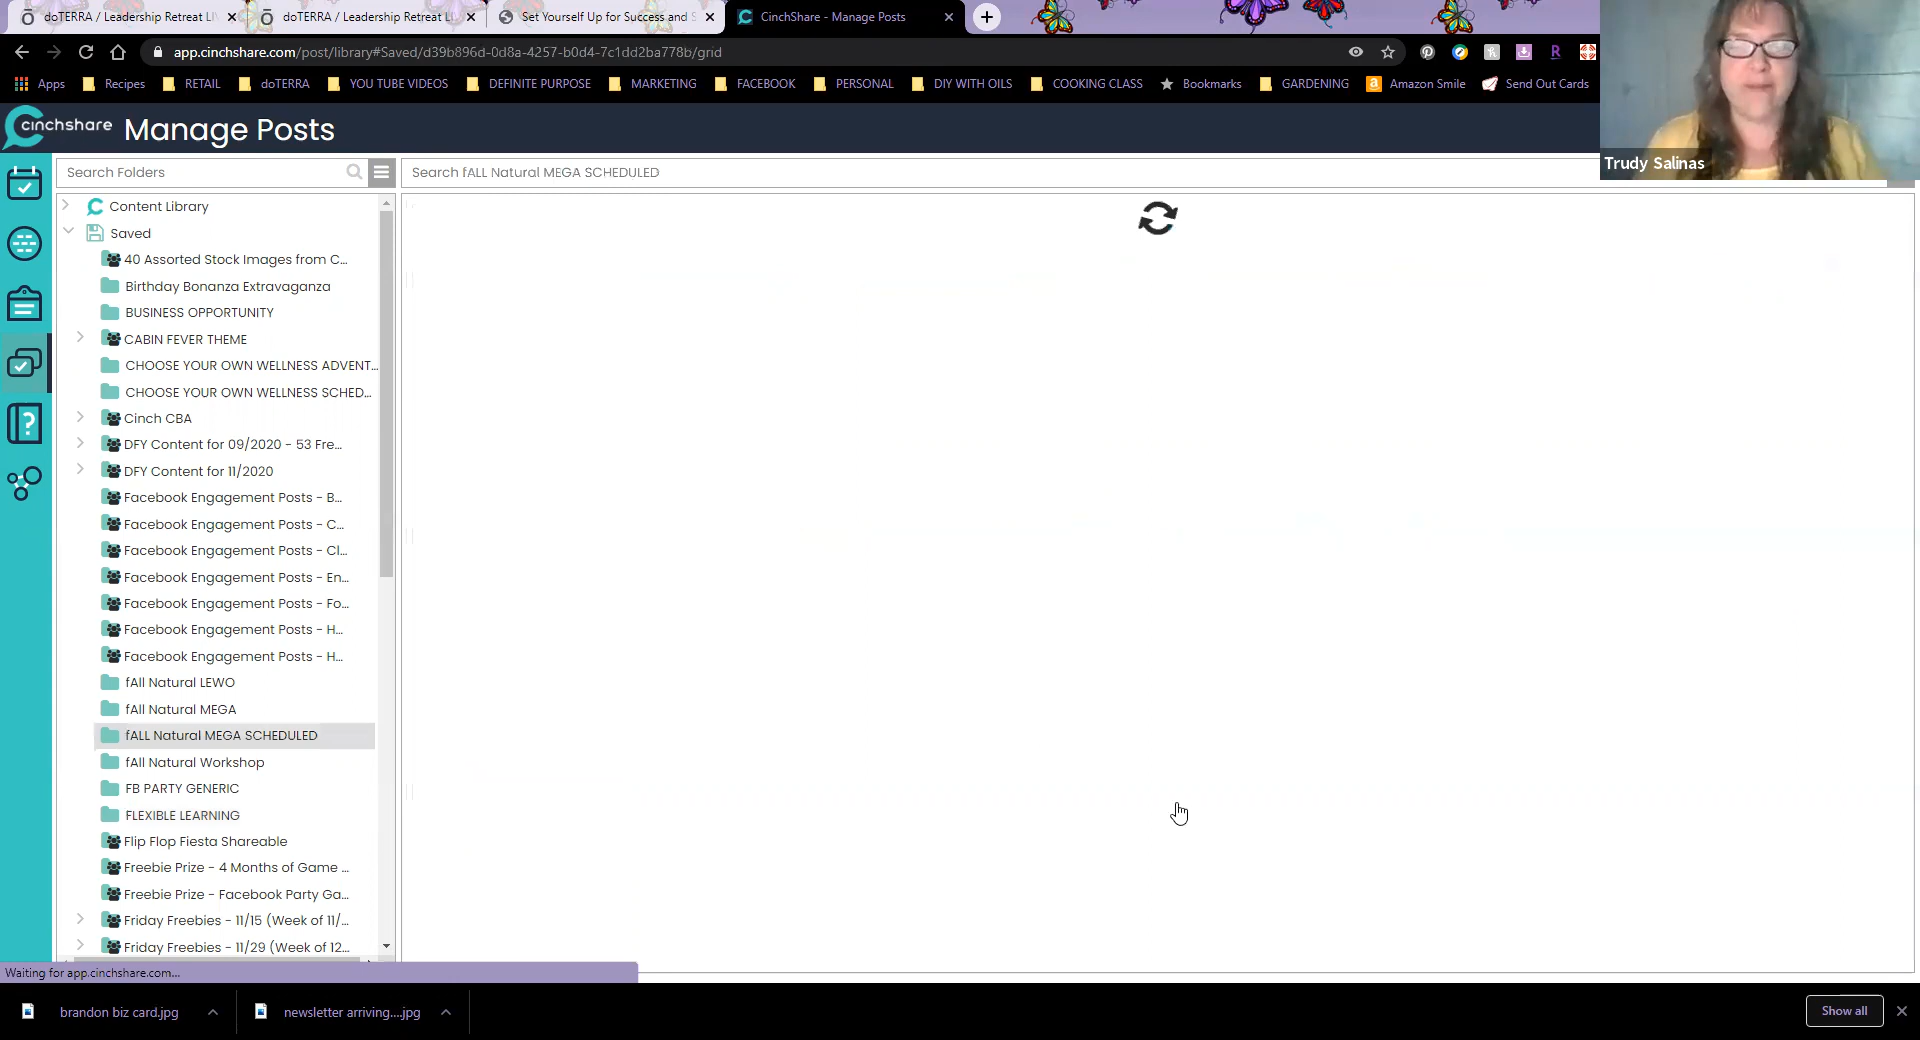 doTERRA / Leadership Retreat LIV
doTERRA / Leadership Retreat LI
Set Yourself Up for Success and S
CinchShare - Manage Posts
app.cinchshare.com/post/library#Saved/d39b896d-0d8a-4257-b0d4-7c1dd2ba778b/grid
Apps
Recipes
RETAIL
doTERRA
YOU TUBE VIDEOS
DEFINITE PURPOSE
MARKETING
FACEBOOK
PERSONAL
DIY WITH OILS
COOKING CLASS
Bookmarks
GARDENING
Amazon Smile
Send Out Cards
cinchshare Manage Posts
Trudy Salinas
Search Folders
Search fALL Natural MEGA SCHEDULED
Content Library
Saved
40 Assorted Stock Images from C...
Birthday Bonanza Extravaganza
BUSINESS OPPORTUNITY
CABIN FEVER THEME
CHOOSE YOUR OWN WELLNESS ADVENT...
CHOOSE YOUR OWN WELLNESS SCHED...
Cinch CBA
DFY Content for 09/2020 - 53 Fre...
DFY Content for 11/2020
Facebook Engagement Posts - B...
Facebook Engagement Posts - C...
Facebook Engagement Posts - Cl...
Facebook Engagement Posts - En...
Facebook Engagement Posts - Fo...
Facebook Engagement Posts - H...
Facebook Engagement Posts - H...
fAll Natural LEWO
fAll Natural MEGA
fALL Natural MEGA SCHEDULED
fAll Natural Workshop
FB PARTY GENERIC
FLEXIBLE LEARNING
Flip Flop Fiesta Shareable
Freebie Prize - 4 Months of Game ...
Freebie Prize - Facebook Party Ga...
Friday Freebies - 11/15 (Week of 11/...
Friday Freebies - 11/29 (Week of 12...
Waiting for app.cinchshare.com...
brandon biz card.jpg
newsletter arriving....jpg
Show all